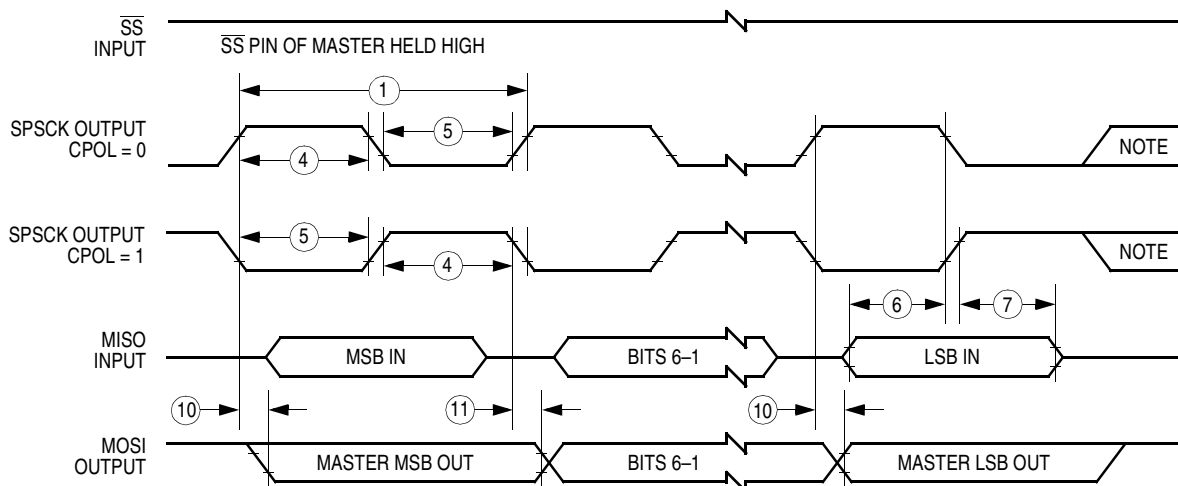 SS
INPUT
SS PIN OF MASTER HELD HIGH
1
SPSCK OUTPUT
CPOL = 0
5
4
NOTE
SPSCK OUTPUT
CPOL = 1
5
4
NOTE
6
7
MISO
INPUT
MSB IN
BITS 6–1
LSB IN
10
11
10
MOSI
OUTPUT
MASTER MSB OUT
BITS 6–1
MASTER LSB OUT